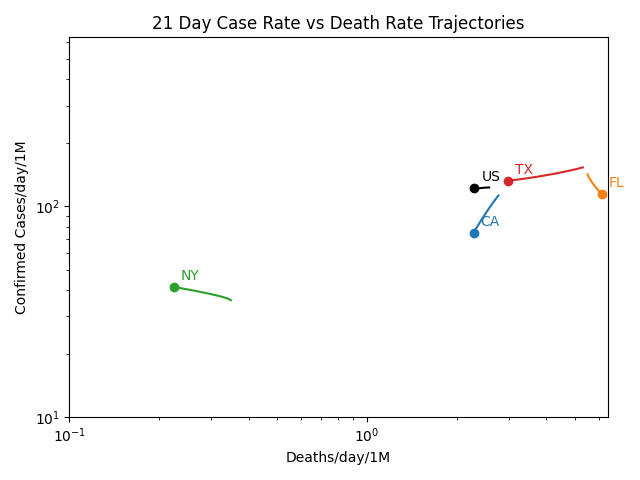 21 Day Case Rate vs Death Rate Trajectories
Confirmed Cases/day/1M
10²
10¹
US
TX
FL
CA
NY
10⁻¹
10⁰
Deaths/day/1M